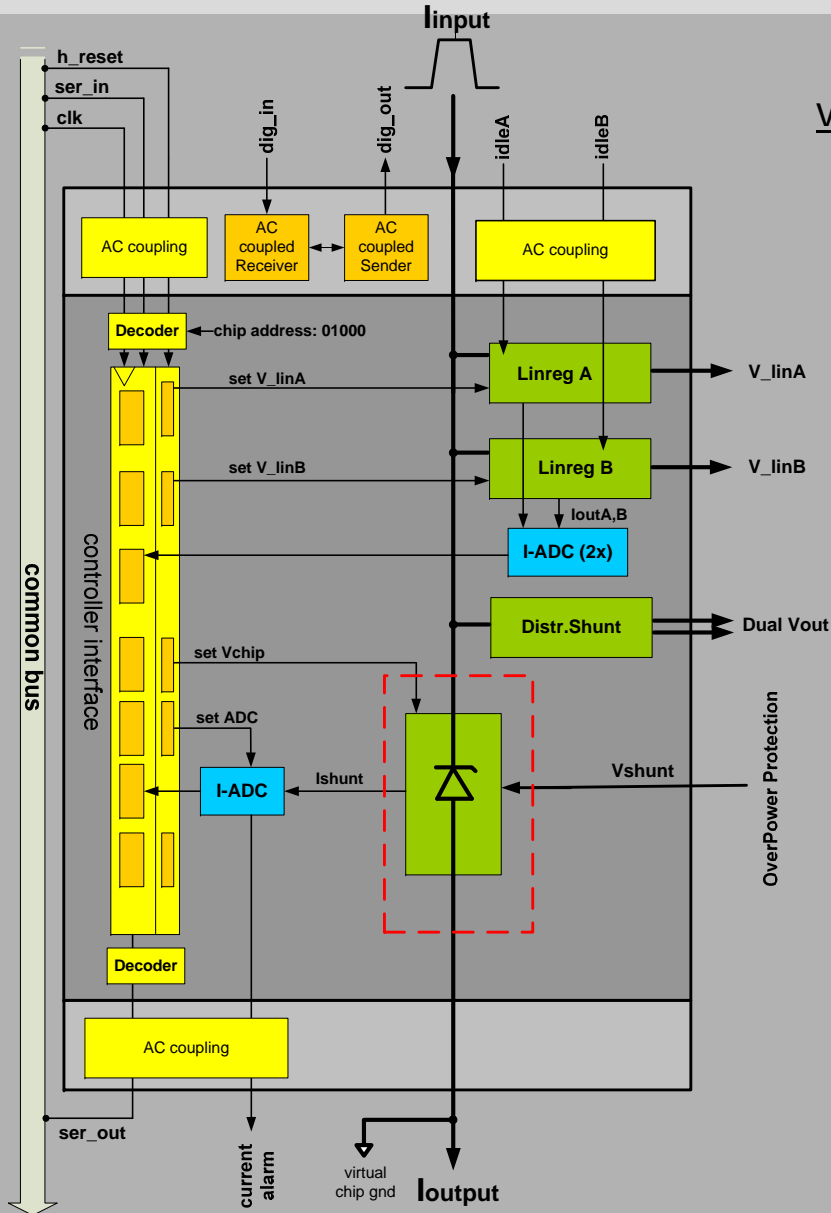 Iinput
h_reset
ser_in
clk
dig_in
dig_out
idleA
idleB
V
AC coupling
AC
coupled
Receiver
AC
coupled
Sender
AC coupling
Decoder
chip address: 01000
set V_linA
Linreg A
V_linA
set V_linB
Linreg B
V_linB
IoutA,B
I-ADC (2x)
controller interface
common bus
Distr.Shunt
Dual Vout
set Vchip
set ADC
I-ADC
Ishunt
Vshunt
OverPower Protection
Decoder
AC coupling
ser_out
current
alarm
virtual
chip gnd
Ioutput